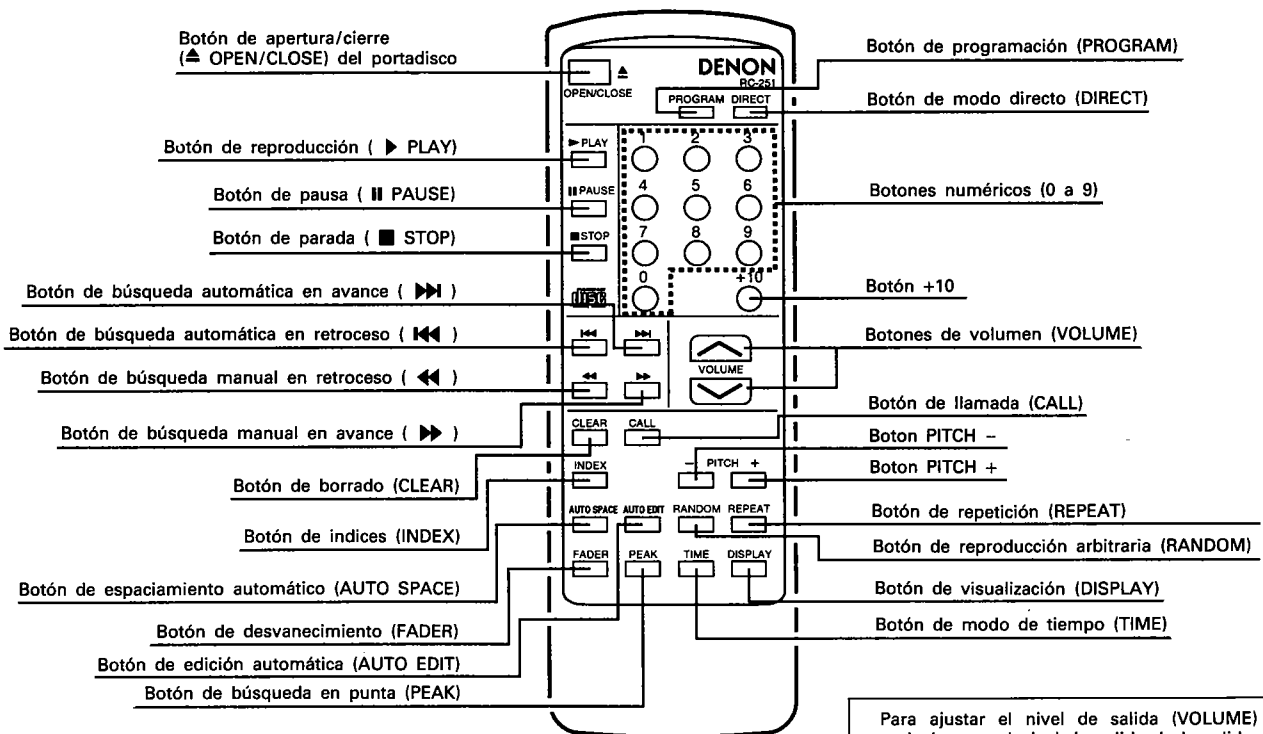 Botón de apertura/cierre
(≜ OPEN/CLOSE) del portadisco
Botón de reproducción ( ▶ PLAY)
Botón de pausa ( II PAUSE)
Botón de parada ( ■ STOP)
Botón de búsqueda automática en avance ( ▶▶I )
Botón de búsqueda automática en retroceso ( I◀◀ )
Botón de búsqueda manual en retroceso ( ◀◀ )
Botón de búsqueda manual en avance ( ▶▶ )
Botón de borrado (CLEAR)
Botón de indices (INDEX)
Botón de espaciamiento automático (AUTO SPACE)
Botón de desvanecimiento (FADER)
Botón de edición automática (AUTO EDIT)
Botón de búsqueda en punta (PEAK)
DENON
RC-251
≜
OPEN/CLOSE
PROGRAM DIRECT
▶ PLAY
1 2 3
II PAUSE
4 5 6
■ STOP
7 8 9
DISC
0 +10
I◀◀ ▶▶I
◀◀ ▶▶
VOLUME
CLEAR CALL
INDEX
− PITCH +
AUTO SPACE AUTO EDIT RANDOM REPEAT
FADER PEAK TIME DISPLAY
Botón de programación (PROGRAM)
Botón de modo directo (DIRECT)
Botones numéricos (0 a 9)
Botón +10
Botones de volumen (VOLUME)
Botón de llamada (CALL)
Boton PITCH −
Boton PITCH +
Botón de repetición (REPEAT)
Botón de reproducción arbitraria (RANDOM)
Botón de visualización (DISPLAY)
Botón de modo de tiempo (TIME)
Para ajustar el nivel de salida (VOLUME)